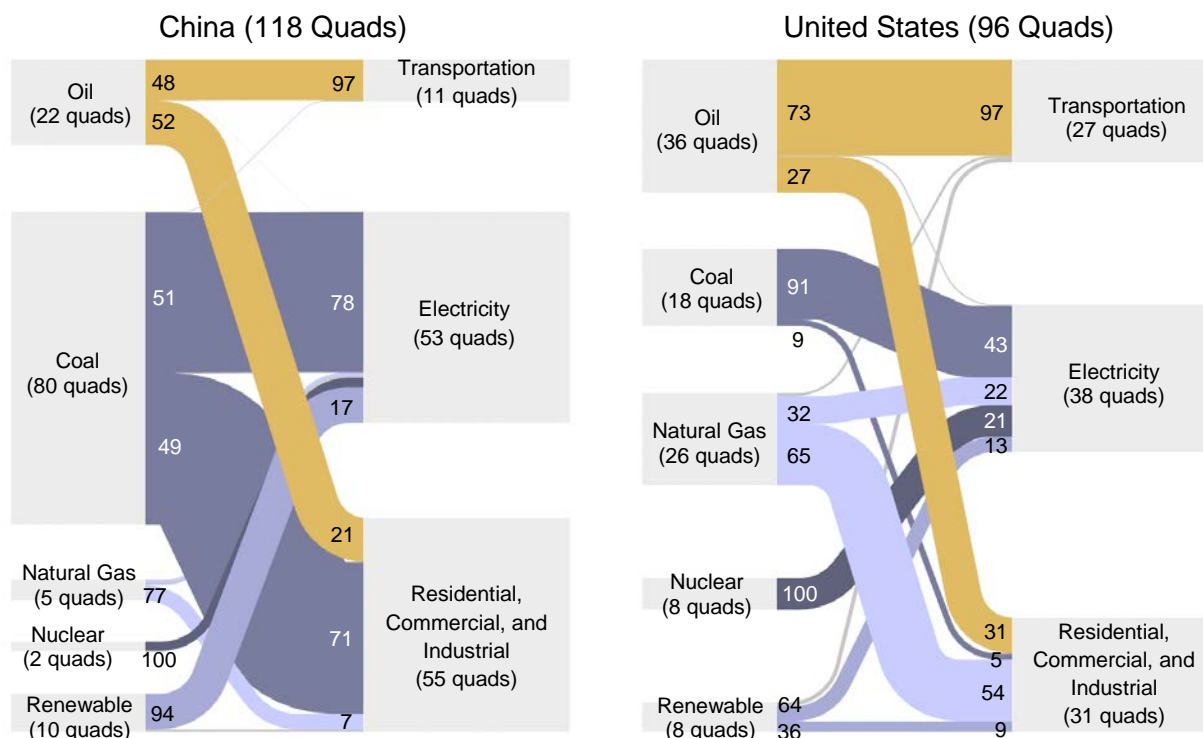 China (118 Quads)
Oil
(22 quads)
48
52
97
Transportation
(11 quads)
Coal
(80 quads)
51
49
78
17
Electricity
(53 quads)
Natural Gas
(5 quads)
77
Nuclear
(2 quads)
100
Renewable
(10 quads)
94
21
71
7
Residential,
Commercial, and
Industrial
(55 quads)
United States (96 Quads)
Oil
(36 quads)
73
27
97
Transportation
(27 quads)
Coal
(18 quads)
91
9
43
22
21
13
Electricity
(38 quads)
Natural Gas
(26 quads)
32
65
Nuclear
(8 quads)
100
Renewable
(8 quads)
64
36
31
5
54
9
Residential,
Commercial, and
Industrial
(31 quads)